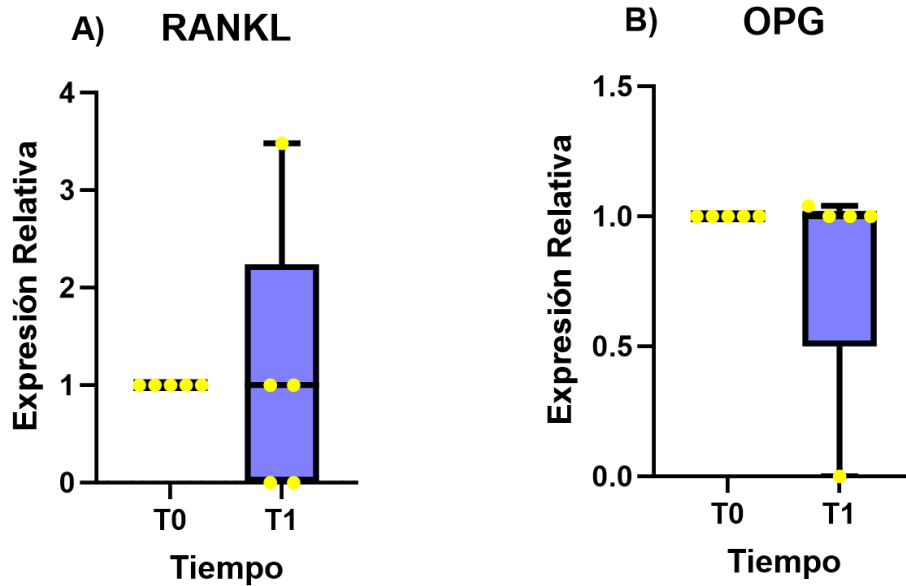 A) RANKL
Expresión Relativa
4
3
2
1
0
T0 T1
Tiempo
B) OPG
Expresión Relativa
1.5
1.0
0.5
0.0
T0 T1
Tiempo